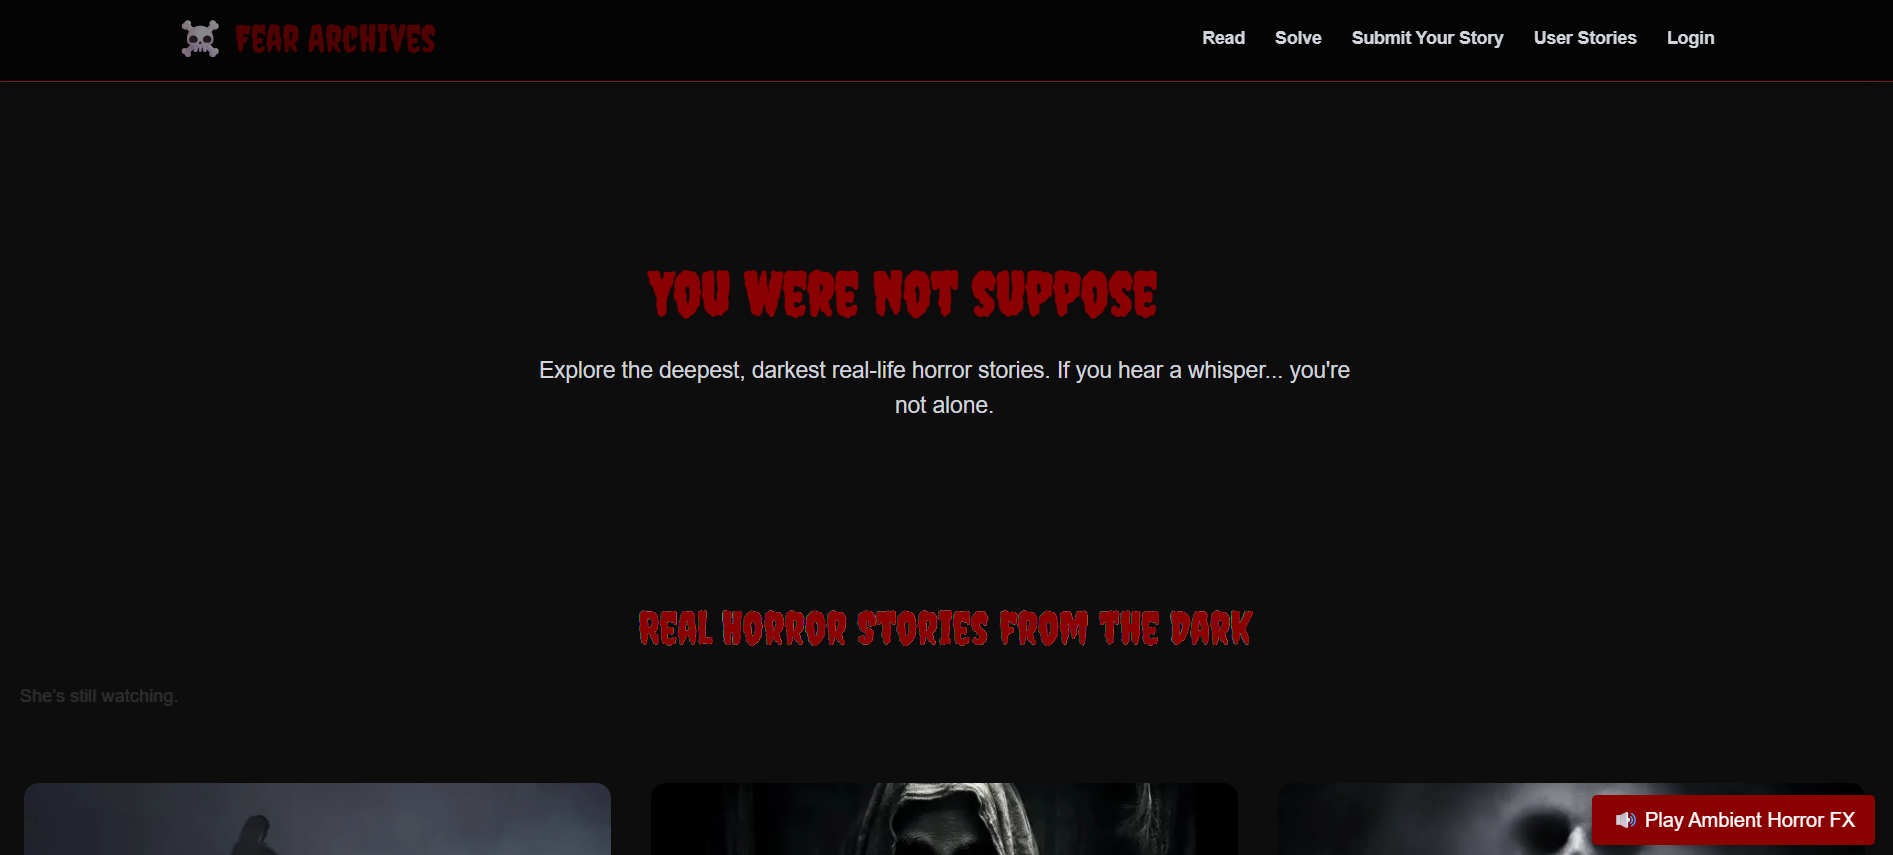 FEAR ARCHIVES
Read Solve Submit Your Story User Stories Login
YOU WERE NOT SUPPOSE
Explore the deepest, darkest real-life horror stories. If you hear a whisper... you're
not alone.
REAL HORROR STORIES FROM THE DARK
She's still watching.
Play Ambient Horror FX